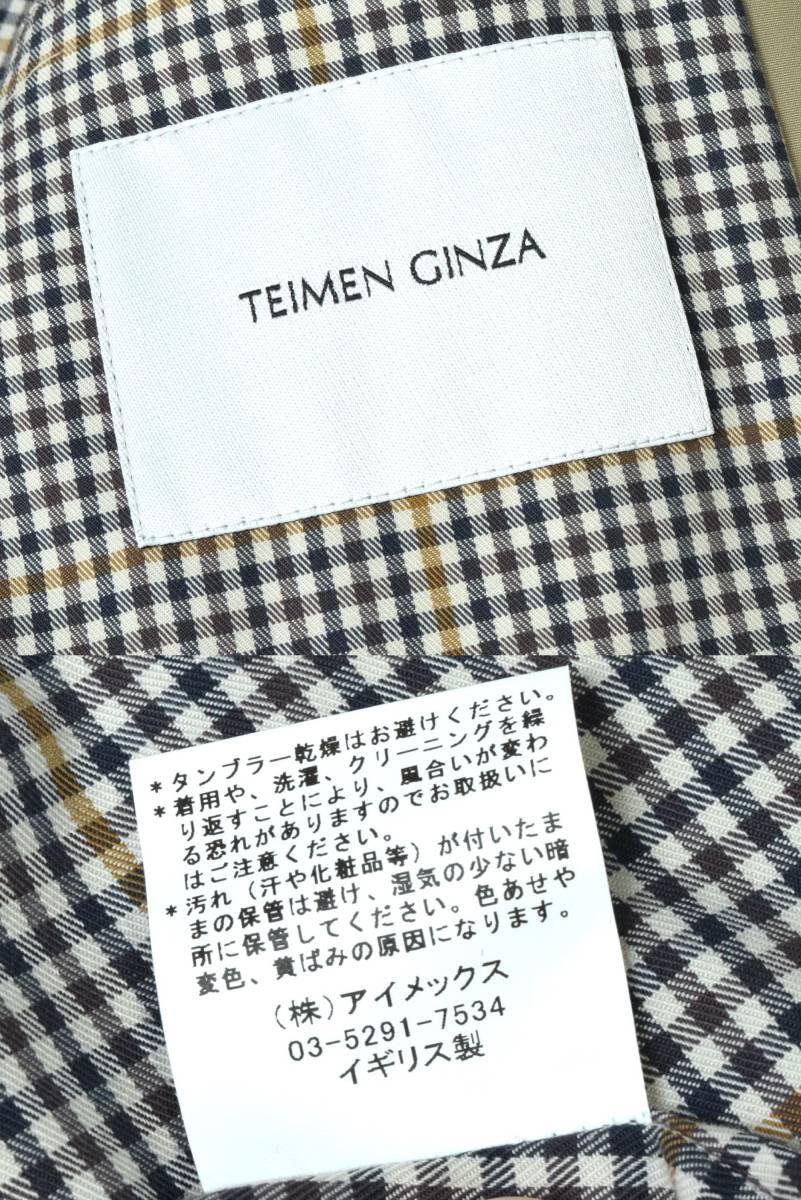 TEIMEN GINZA
*タンブラー乾燥はお避けください。
*着用や、洗濯、クリーニングを繰
り返すことにより、風合いが変わ
る恐れがありますのでお取扱いに
はご注意ください。
*汚れ（汗や化粧品等）が付いたま
まの保管は避け、湿気の少ない暗
所に保管してください。色あせや
変色、黄ばみの原因になります。
（株）アイメックス
03-5291-7534
イギリス製